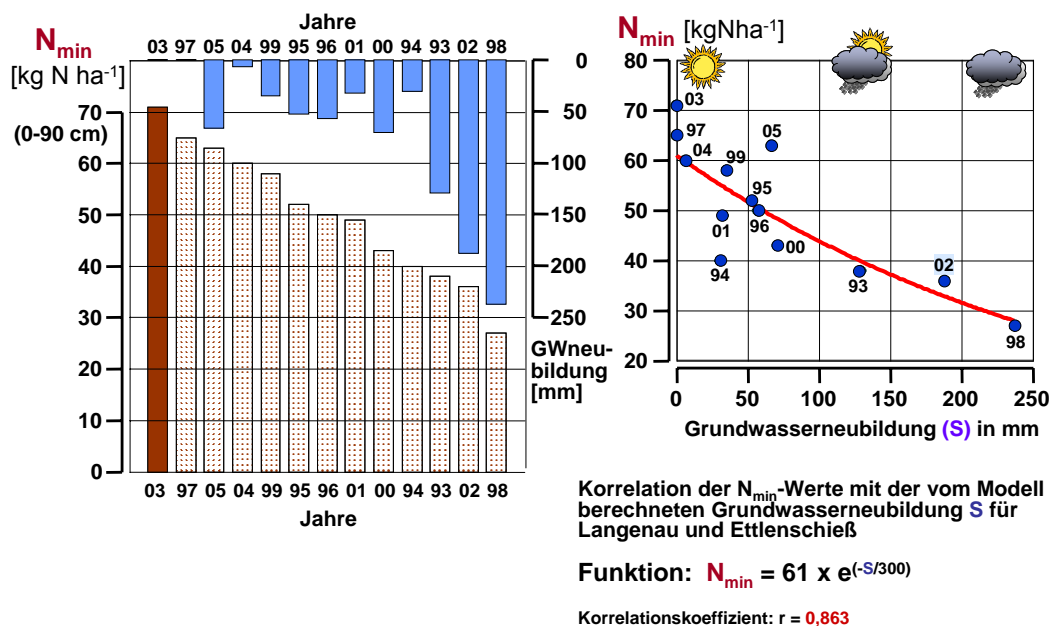 Jahre
03 97 05 04 99 95 96 01 00 94 93 02 98
Nmin
[kg N ha-1]
(0-90 cm)
70
60
50
40
30
20
10
0
0
50
100
150
200
250
GWneu-
bildung
[mm]
03 97 05 04 99 95 96 01 00 94 93 02 98
Jahre
Nmin [kgNha-1]
80
70
60
50
40
30
20
03
97
04
99
05
95
96
01
00
94
93
02
98
0 50 100 150 200 250
Grundwasserneubildung (S) in mm
Korrelation der Nmin-Werte mit der vom Modell
berechneten Grundwasserneubildung S für
Langenau und Ettlenschieß
Funktion: Nmin = 61 x e(-S/300)
Korrelationskoeffizient: r = 0,863